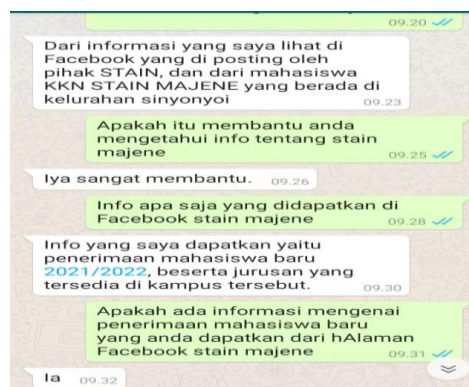 09.20
Dari informasi yang saya lihat di
Facebook yang di posting oleh
pihak STAIN, dan dari mahasiswa
KKN STAIN MAJENE yang berada di
kelurahan sinyonyoi 09.23
Apakah itu membantu anda
mengetahui info tentang stain
majene 09.25
Iya sangat membantu. 09.26
Info apa saja yang didapatkan di
Facebook stain majene 09.28
Info yang saya dapatkan yaitu
penerimaan mahasiswa baru
2021/2022, beserta jurusan yang
tersedia di kampus tersebut. 09.30
Apakah ada informasi mengenai
penerimaan mahasiswa baru
yang anda dapatkan dari hAlaman
Facebook stain majene 09.31
Ia 09.32